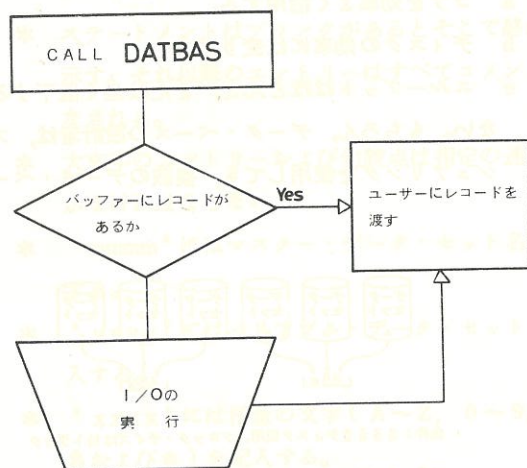 CALL DATBAS
バッファーにレコードが
あるか
Yes
ユーザーにレコードを
渡す
I/Oの
実 行